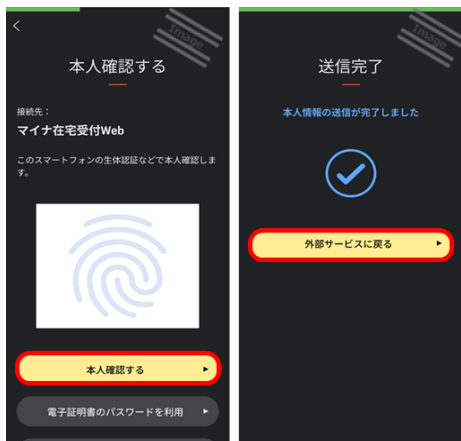 Image
本人確認する
接続先：
マイナ在宅受付Web
このスマートフォンの生体認証などで本人確認しま
す。
本人確認する
電子証明書のパスワードを利用
Image
送信完了
本人情報の送信が完了しました
外部サービスに戻る